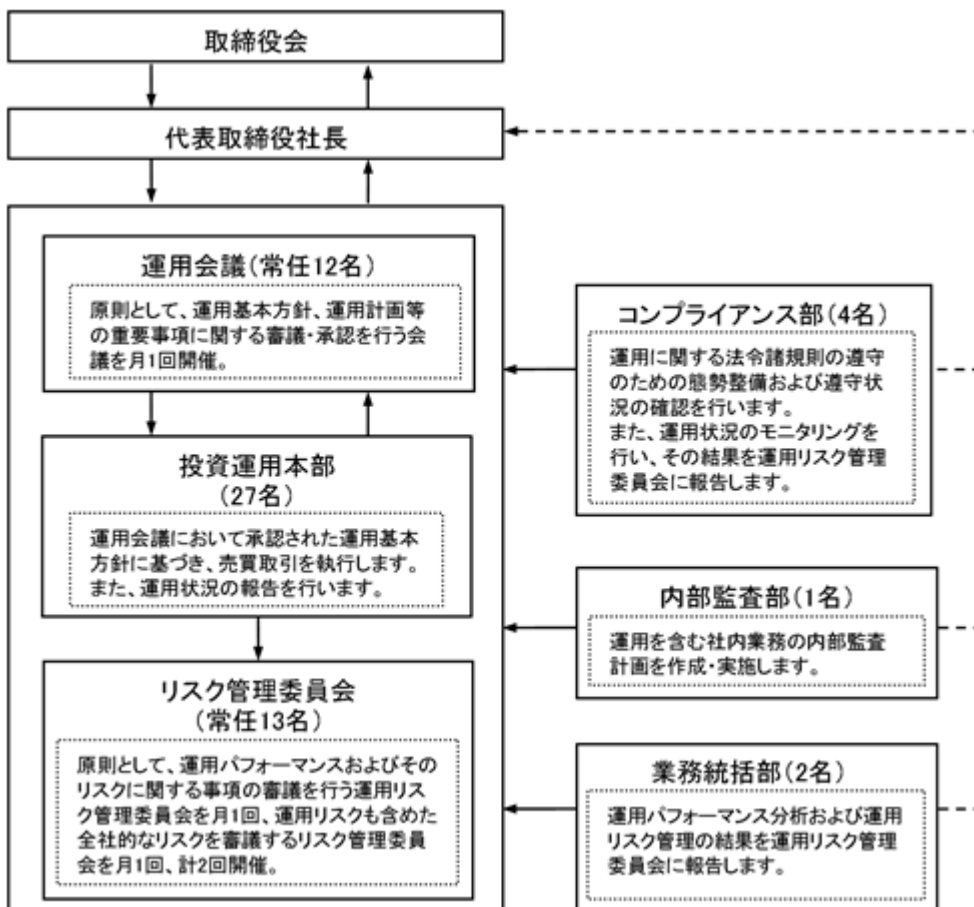 取締役会
代表取締役社長
運用会議(常任12名)
原則として、運用基本方針、運用計画等
の重要事項に関する審議・承認を行う会
議を月1回開催。
投資運用本部
(27名)
運用会議において承認された運用基本
方針に基づき、売買取引を執行します。
また、運用状況の報告を行います。
リスク管理委員会
(常任13名)
原則として、運用パフォーマンスおよびその
リスクに関する事項の審議を行う運用リス
ク管理委員会を月1回、運用リスクも含めた
全社的なリスクを審議するリスク管理委員
会を月1回、計2回開催。
コンプライアンス部(4名)
運用に関する法令諸規則の遵守
のための態勢整備および遵守状
況の確認を行います。
また、運用状況のモニタリングを
行い、その結果を運用リスク管理
委員会に報告します。
内部監査部(1名)
運用を含む社内業務の内部監査
計画を作成・実施します。
業務統括部(2名)
運用パフォーマンス分析および運用
リスク管理の結果を運用リスク管理
委員会に報告します。